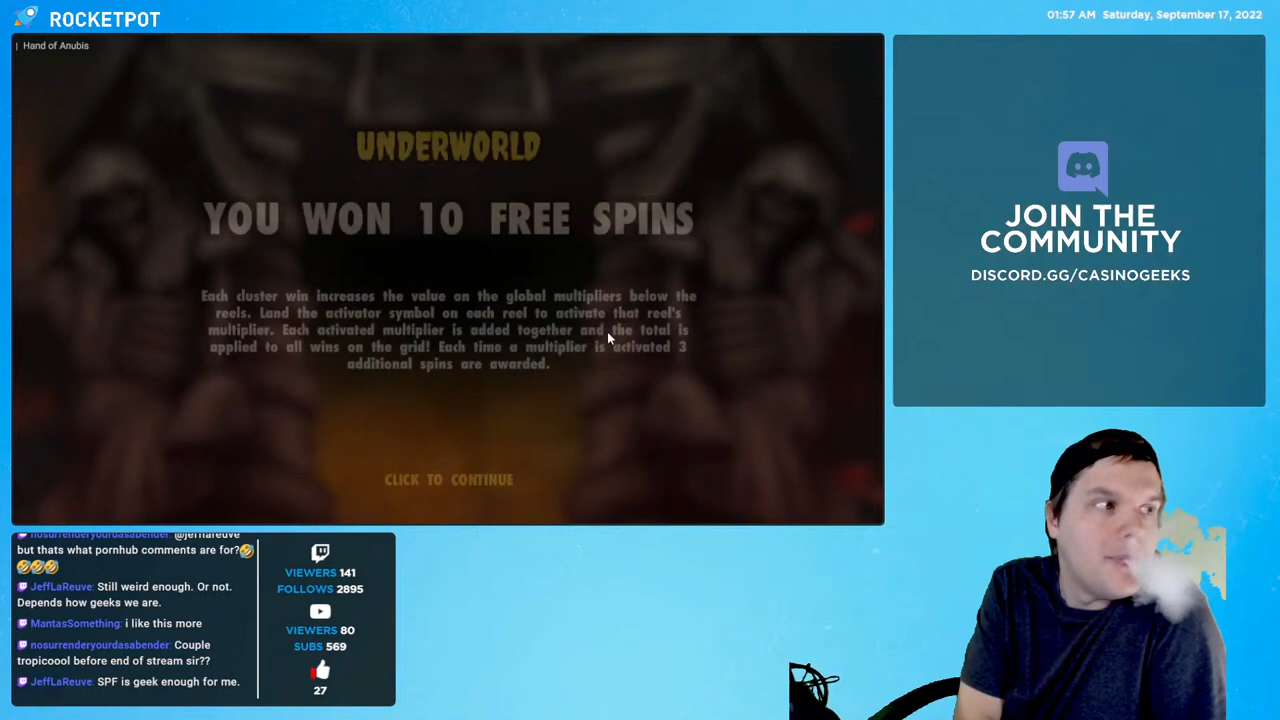 ROCKETPOT
01:57 AM Saturday, September 17, 2022
| Hand of Anubis
UNDERWORLD
YOU WON 10 FREE SPINS
Each cluster win increases the value on the global multipliers below the
reels. Land the activator symbol on each reel to activate that reel's
multiplier. Each activated multiplier is added together and the total is
applied to all wins on the grid! Each time a multiplier is activated 3
additional spins are awarded.
CLICK TO CONTINUE
JOIN THE
COMMUNITY
DISCORD.GG/CASINOGEEKS
nosurrenderyourdasabender: @jefflareuve
but thats what pornhub comments are for?🤣
🤣🤣🤣
JeffLaReuve: Still weird enough. Or not.
Depends how geeks we are.
MantasSomething: i like this more
nosurrenderyourdasabender: Couple
tropicoool before end of stream sir??
JeffLaReuve: SPF is geek enough for me.
VIEWERS 141
FOLLOWS 2895
VIEWERS 80
SUBS 569
27